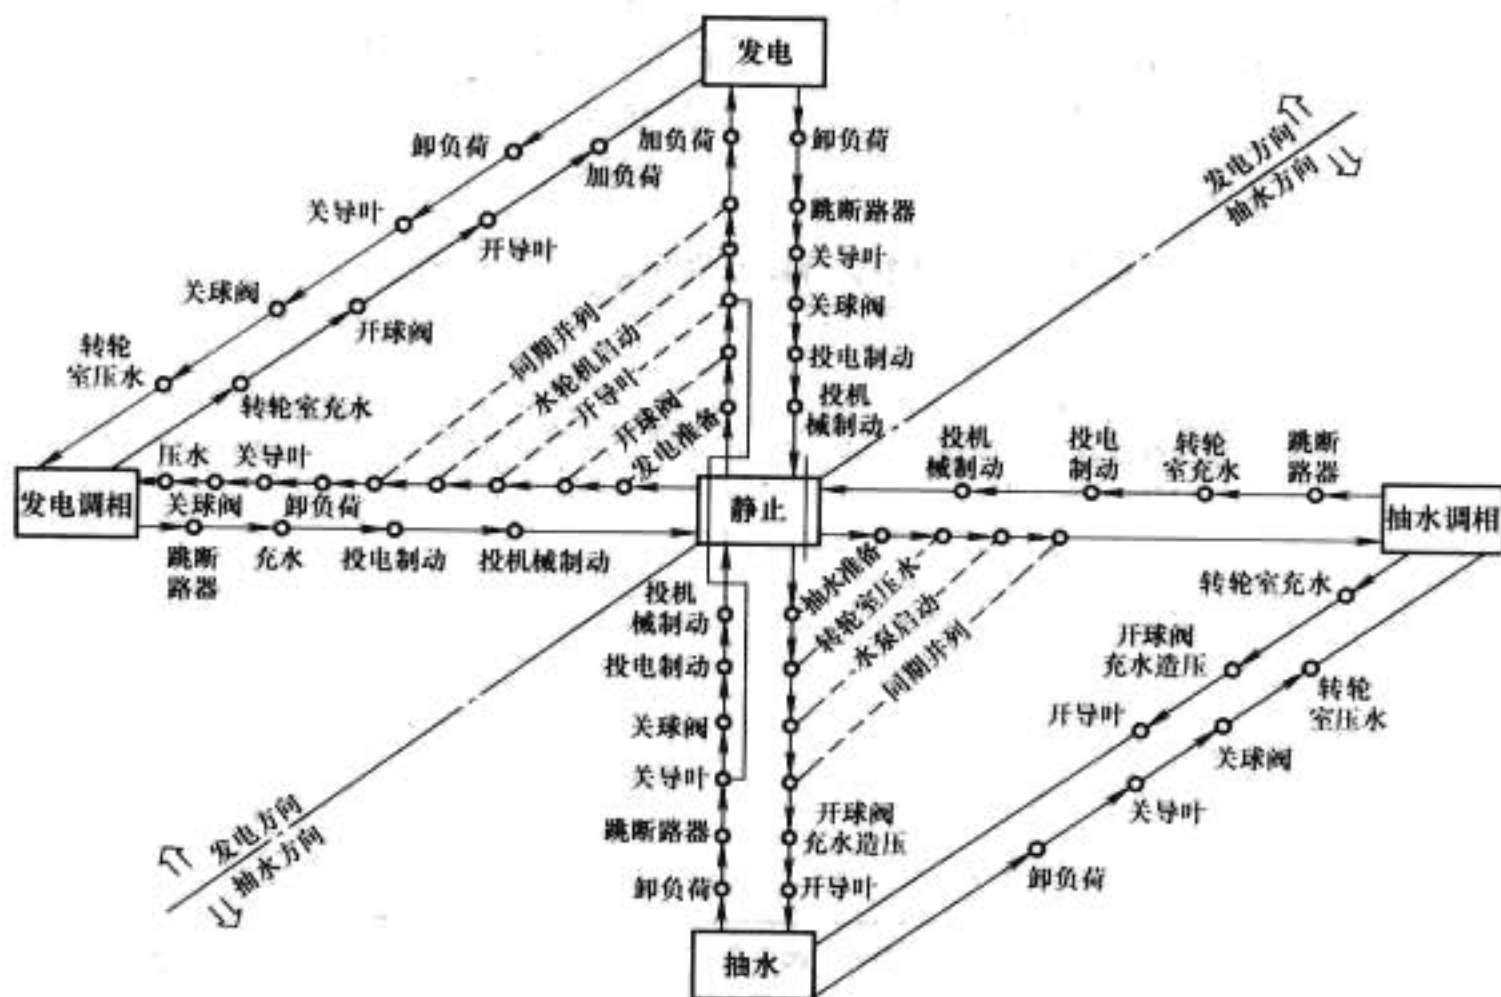 发电
卸负荷
加负荷
卸负荷
加负荷
关导叶
跳断路器
开导叶
关导叶
关球阀
关球阀
开球阀
转轮
室压水
投电制动
转轮室充水
投机
械制动
同期并列
水轮机启动
开导叶
开球阀
发电准备
发电方向
抽水方向
压水
关导叶
发电调相
关球阀
卸负荷
静止
跳断
路器
充水
投电制动
投机械制动
投机
械制动
投电
制动
转轮
室充水
跳断
路器
抽水调相
抽水准备
转轮室压水
水泵启动
同期并列
投机
械制动
投电制动
关球阀
关导叶
跳断路器
卸负荷
开球阀
充水造压
开导叶
转轮室充水
开球阀
充水造压
开导叶
转轮
室压水
关球阀
关导叶
卸负荷
发电方向
抽水方向
抽水